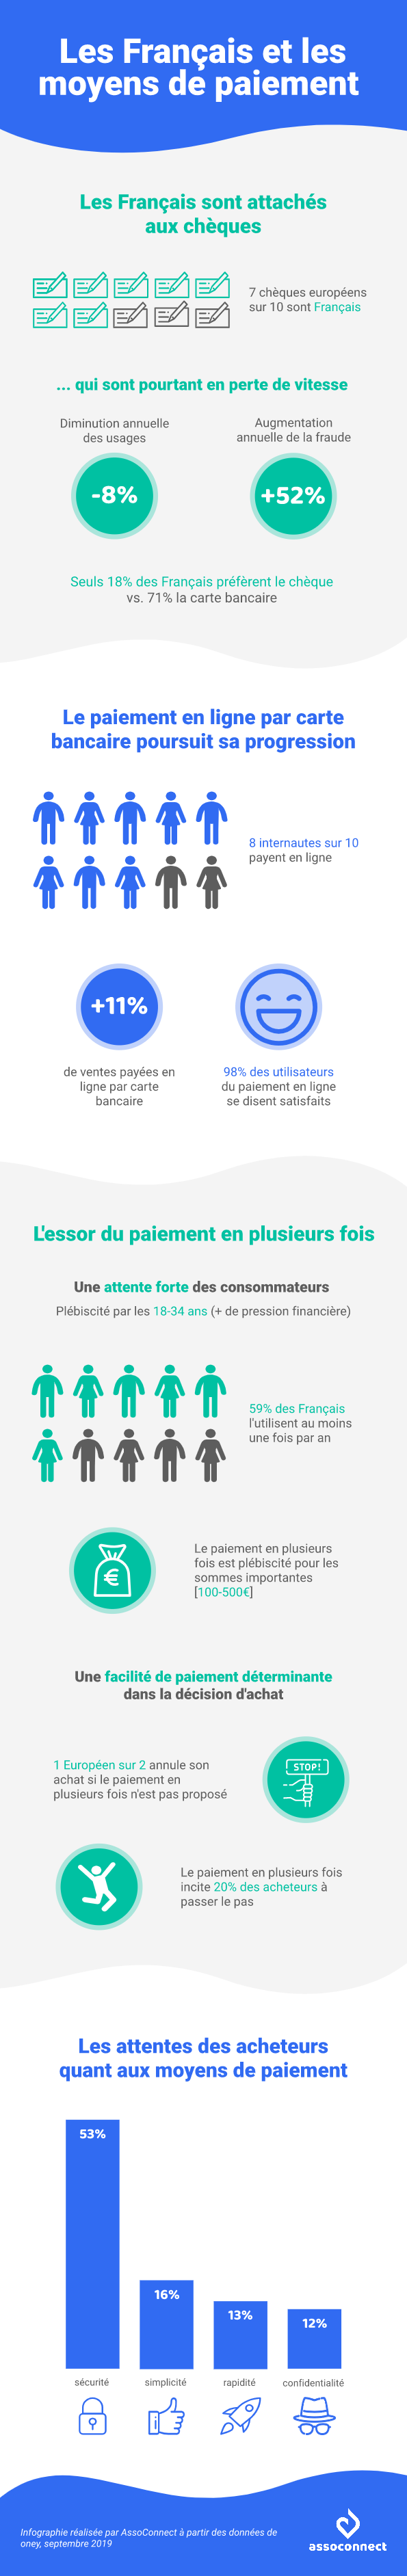 Les Français et les
moyens de paiement
Les Français sont attachés
aux chèques
7 chèques européens
sur 10 sont Français
... qui sont pourtant en perte de vitesse
Diminution annuelle
des usages
Augmentation
annuelle de la fraude
-8%
+52%
Seuls 18% des Français préfèrent le chèque
vs. 71% la carte bancaire
Le paiement en ligne par carte
bancaire poursuit sa progression
8 internautes sur 10
payent en ligne
+11%
de ventes payées en
ligne par carte
bancaire
98% des utilisateurs
du paiement en ligne
se disent satisfaits
L'essor du paiement en plusieurs fois
Une attente forte des consommateurs
Plébiscité par les 18-34 ans (+ de pression financière)
59% des Français
l'utilisent au moins
une fois par an
€
Le paiement en plusieurs
fois est plébiscité pour les
sommes importantes
[100-500€]
Une facilité de paiement déterminante
dans la décision d'achat
1 Européen sur 2 annule son
achat si le paiement en
plusieurs fois n'est pas proposé
STOP!
Le paiement en plusieurs fois
incite 20% des acheteurs à
passer le pas
Les attentes des acheteurs
quant aux moyens de paiement
53%
16%
13%
12%
sécurité
simplicité
rapidité
confidentialité
Infographie réalisée par AssoConnect à partir des données de
oney, septembre 2019
assoconnect